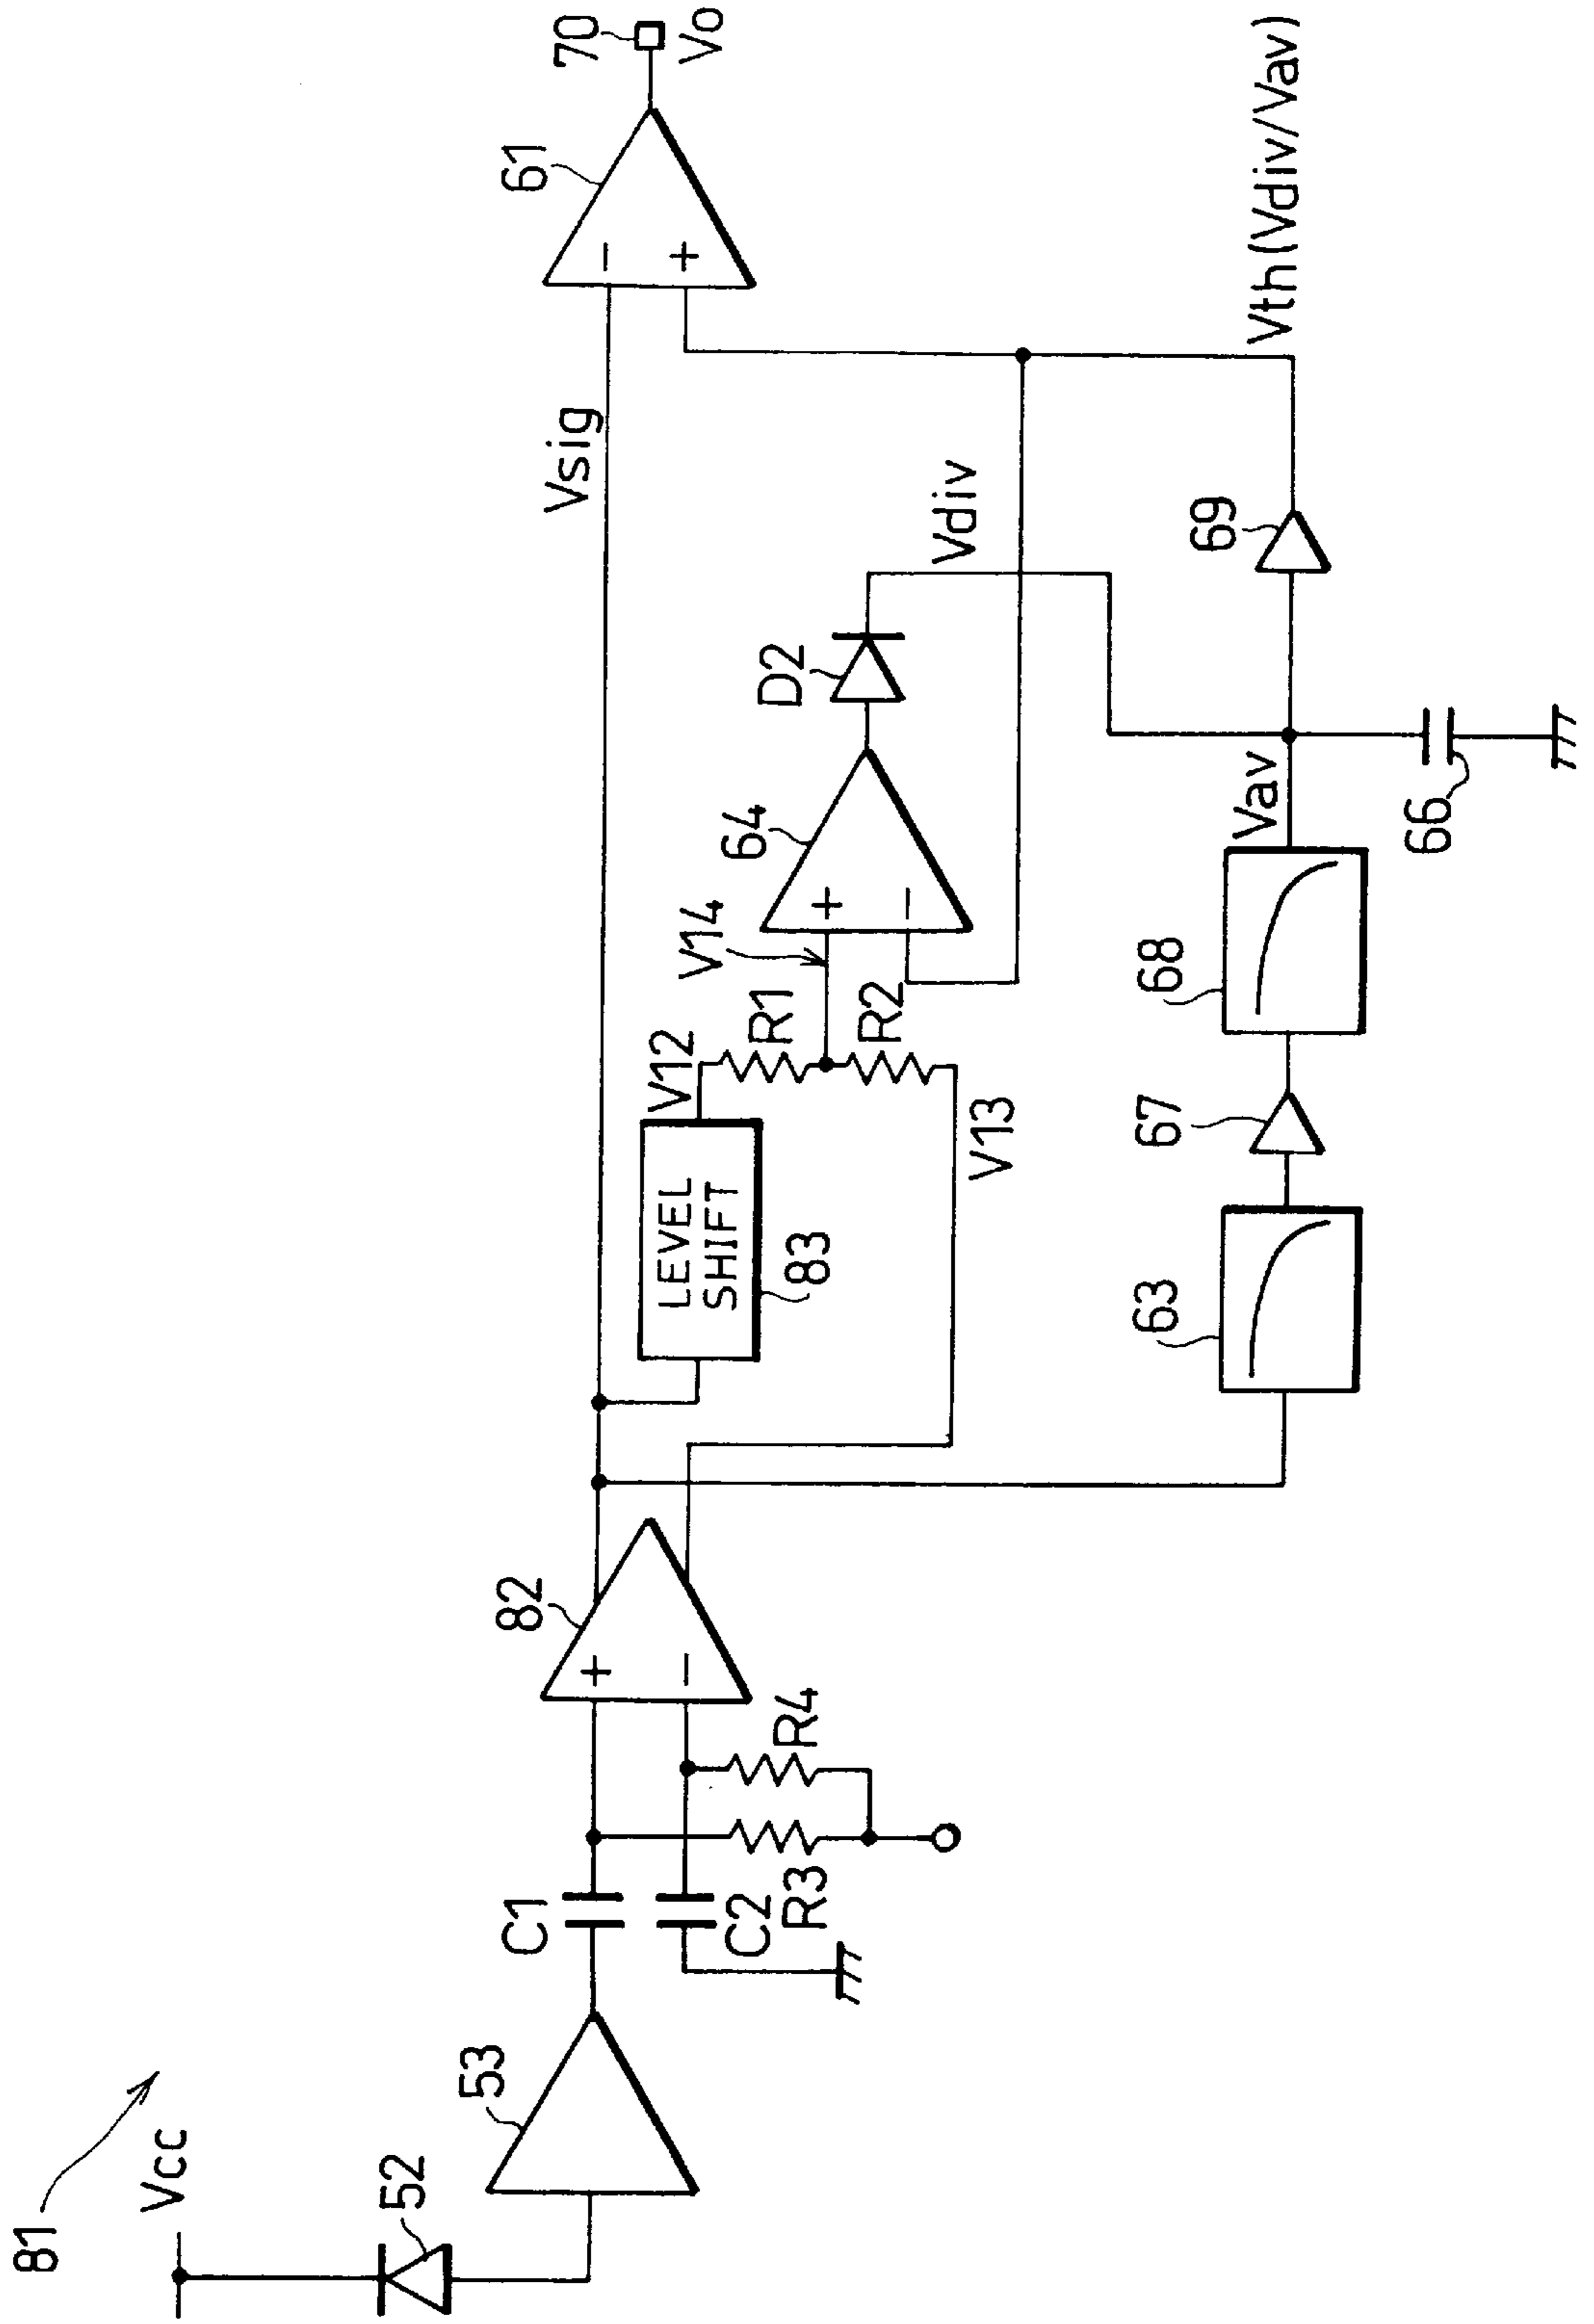 81
Vcc
52
53
C1
C2
R3
R4
82
+
−
LEVEL
SHIFT
83
V12
R1
R2
V13
V14
64
+
−
D2
Vdiv
Vsig
61
−
+
70
Vo
63
67
68
Vav
66
69
Vth(Vdiv/Vav)